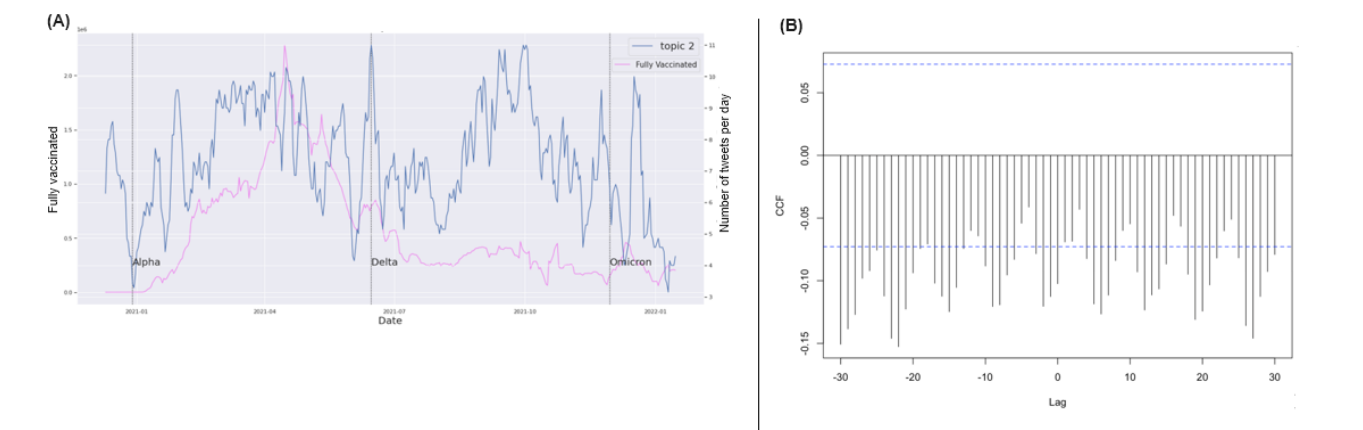 (A)
(B)
1e6
topic 2
Fully Vaccinated
2.0
1.5
1.0
0.5
0.0
Fully vaccinated
11
10
9
8
7
6
5
4
3
Number of tweets per day
Alpha
Delta
Omicron
2021-01
2021-04
2021-07
2021-10
2022-01
Date
0.05
0.00
-0.05
-0.10
-0.15
CCF
-30
-20
-10
0
10
20
30
Lag